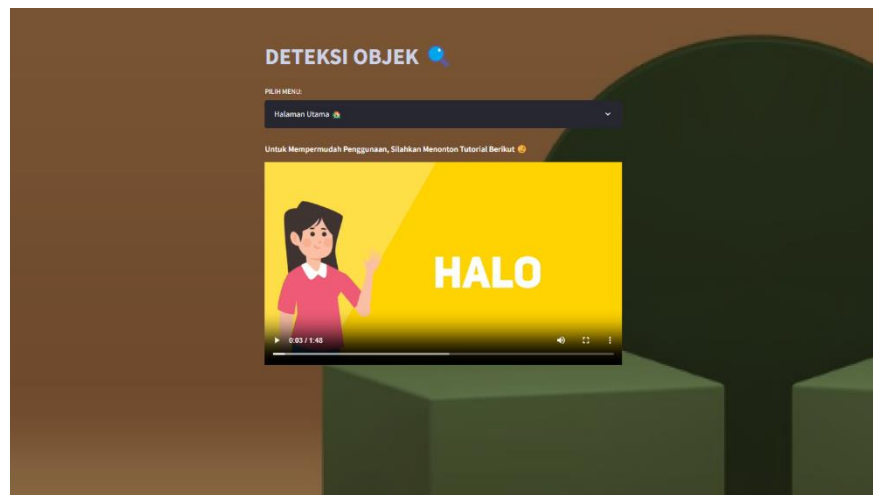 DETEKSI OBJEK
PILIH MENU:
Halaman Utama
Untuk Mempermudah Penggunaan, Silahkan Menonton Tutorial Berikut
HALO
0:03 / 1:48